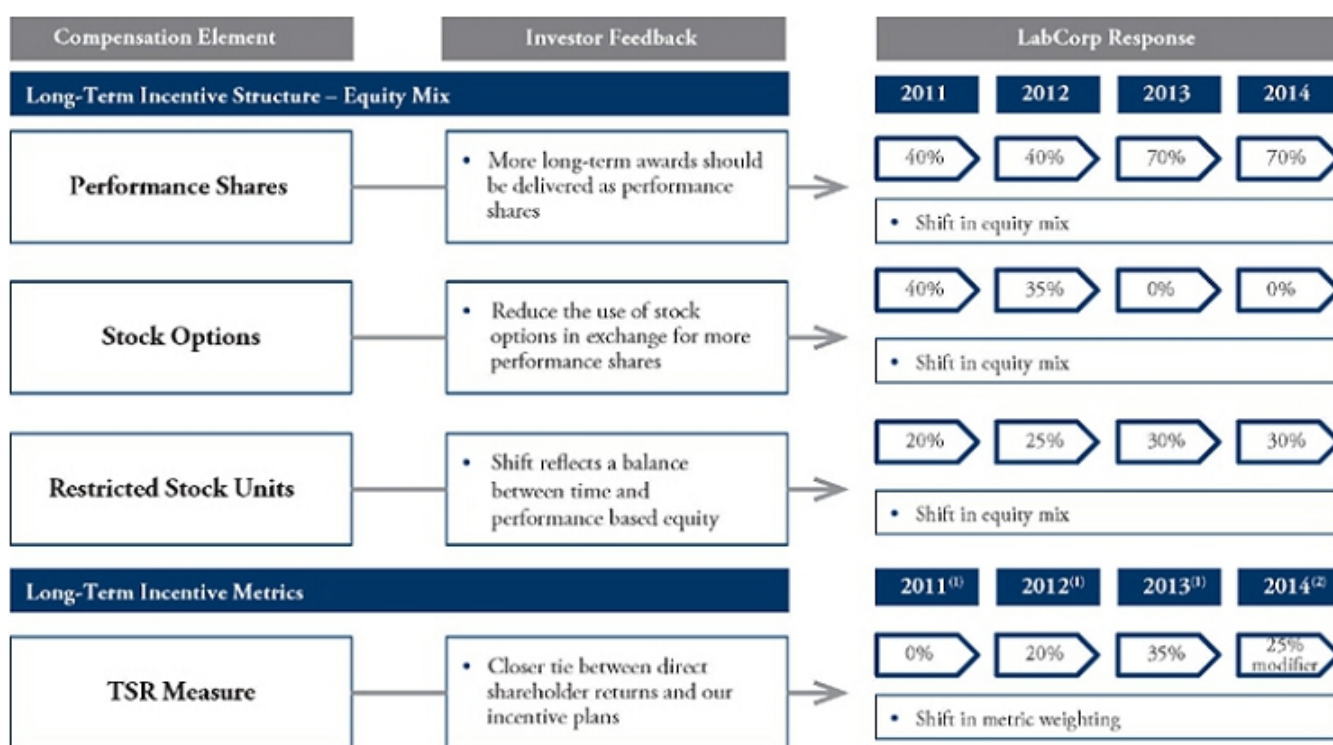 Compensation Element
Investor Feedback
LabCorp Response
Long-Term Incentive Structure – Equity Mix
2011
2012
2013
2014
Performance Shares
• More long-term awards should
be delivered as performance
shares
40%
40%
70%
70%
• Shift in equity mix
Stock Options
• Reduce the use of stock
options in exchange for more
performance shares
40%
35%
0%
0%
• Shift in equity mix
Restricted Stock Units
• Shift reflects a balance
between time and
performance based equity
20%
25%
30%
30%
• Shift in equity mix
Long-Term Incentive Metrics
2011(1)
2012(1)
2013(1)
2014(2)
TSR Measure
• Closer tie between direct
shareholder returns and our
incentive plans
0%
20%
35%
25%
modifier
• Shift in metric weighting